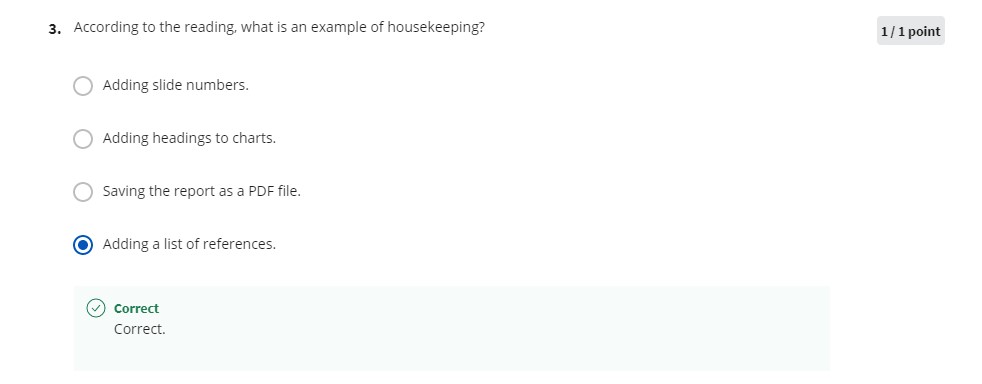 3. According to the reading, what is an example of housekeeping?
1 / 1 point
Adding slide numbers.
Adding headings to charts.
Saving the report as a PDF file.
Adding a list of references.
Correct
Correct.